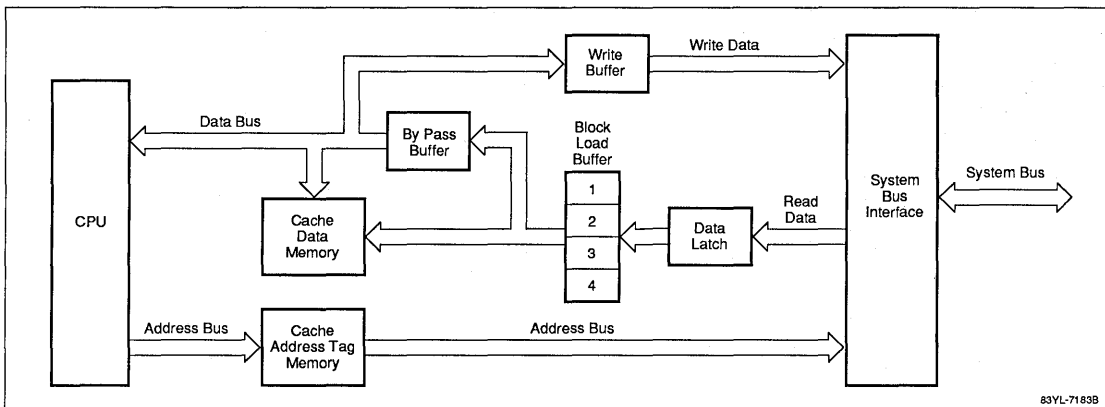 Write
Buffer
Write Data
Data Bus
By Pass
Buffer
Block
Load
Buffer
1
2
3
4
CPU
Cache
Data
Memory
Data
Latch
Read
Data
System
Bus
Interface
System Bus
Address Bus
Cache
Address Tag
Memory
Address Bus
83YL-7183B